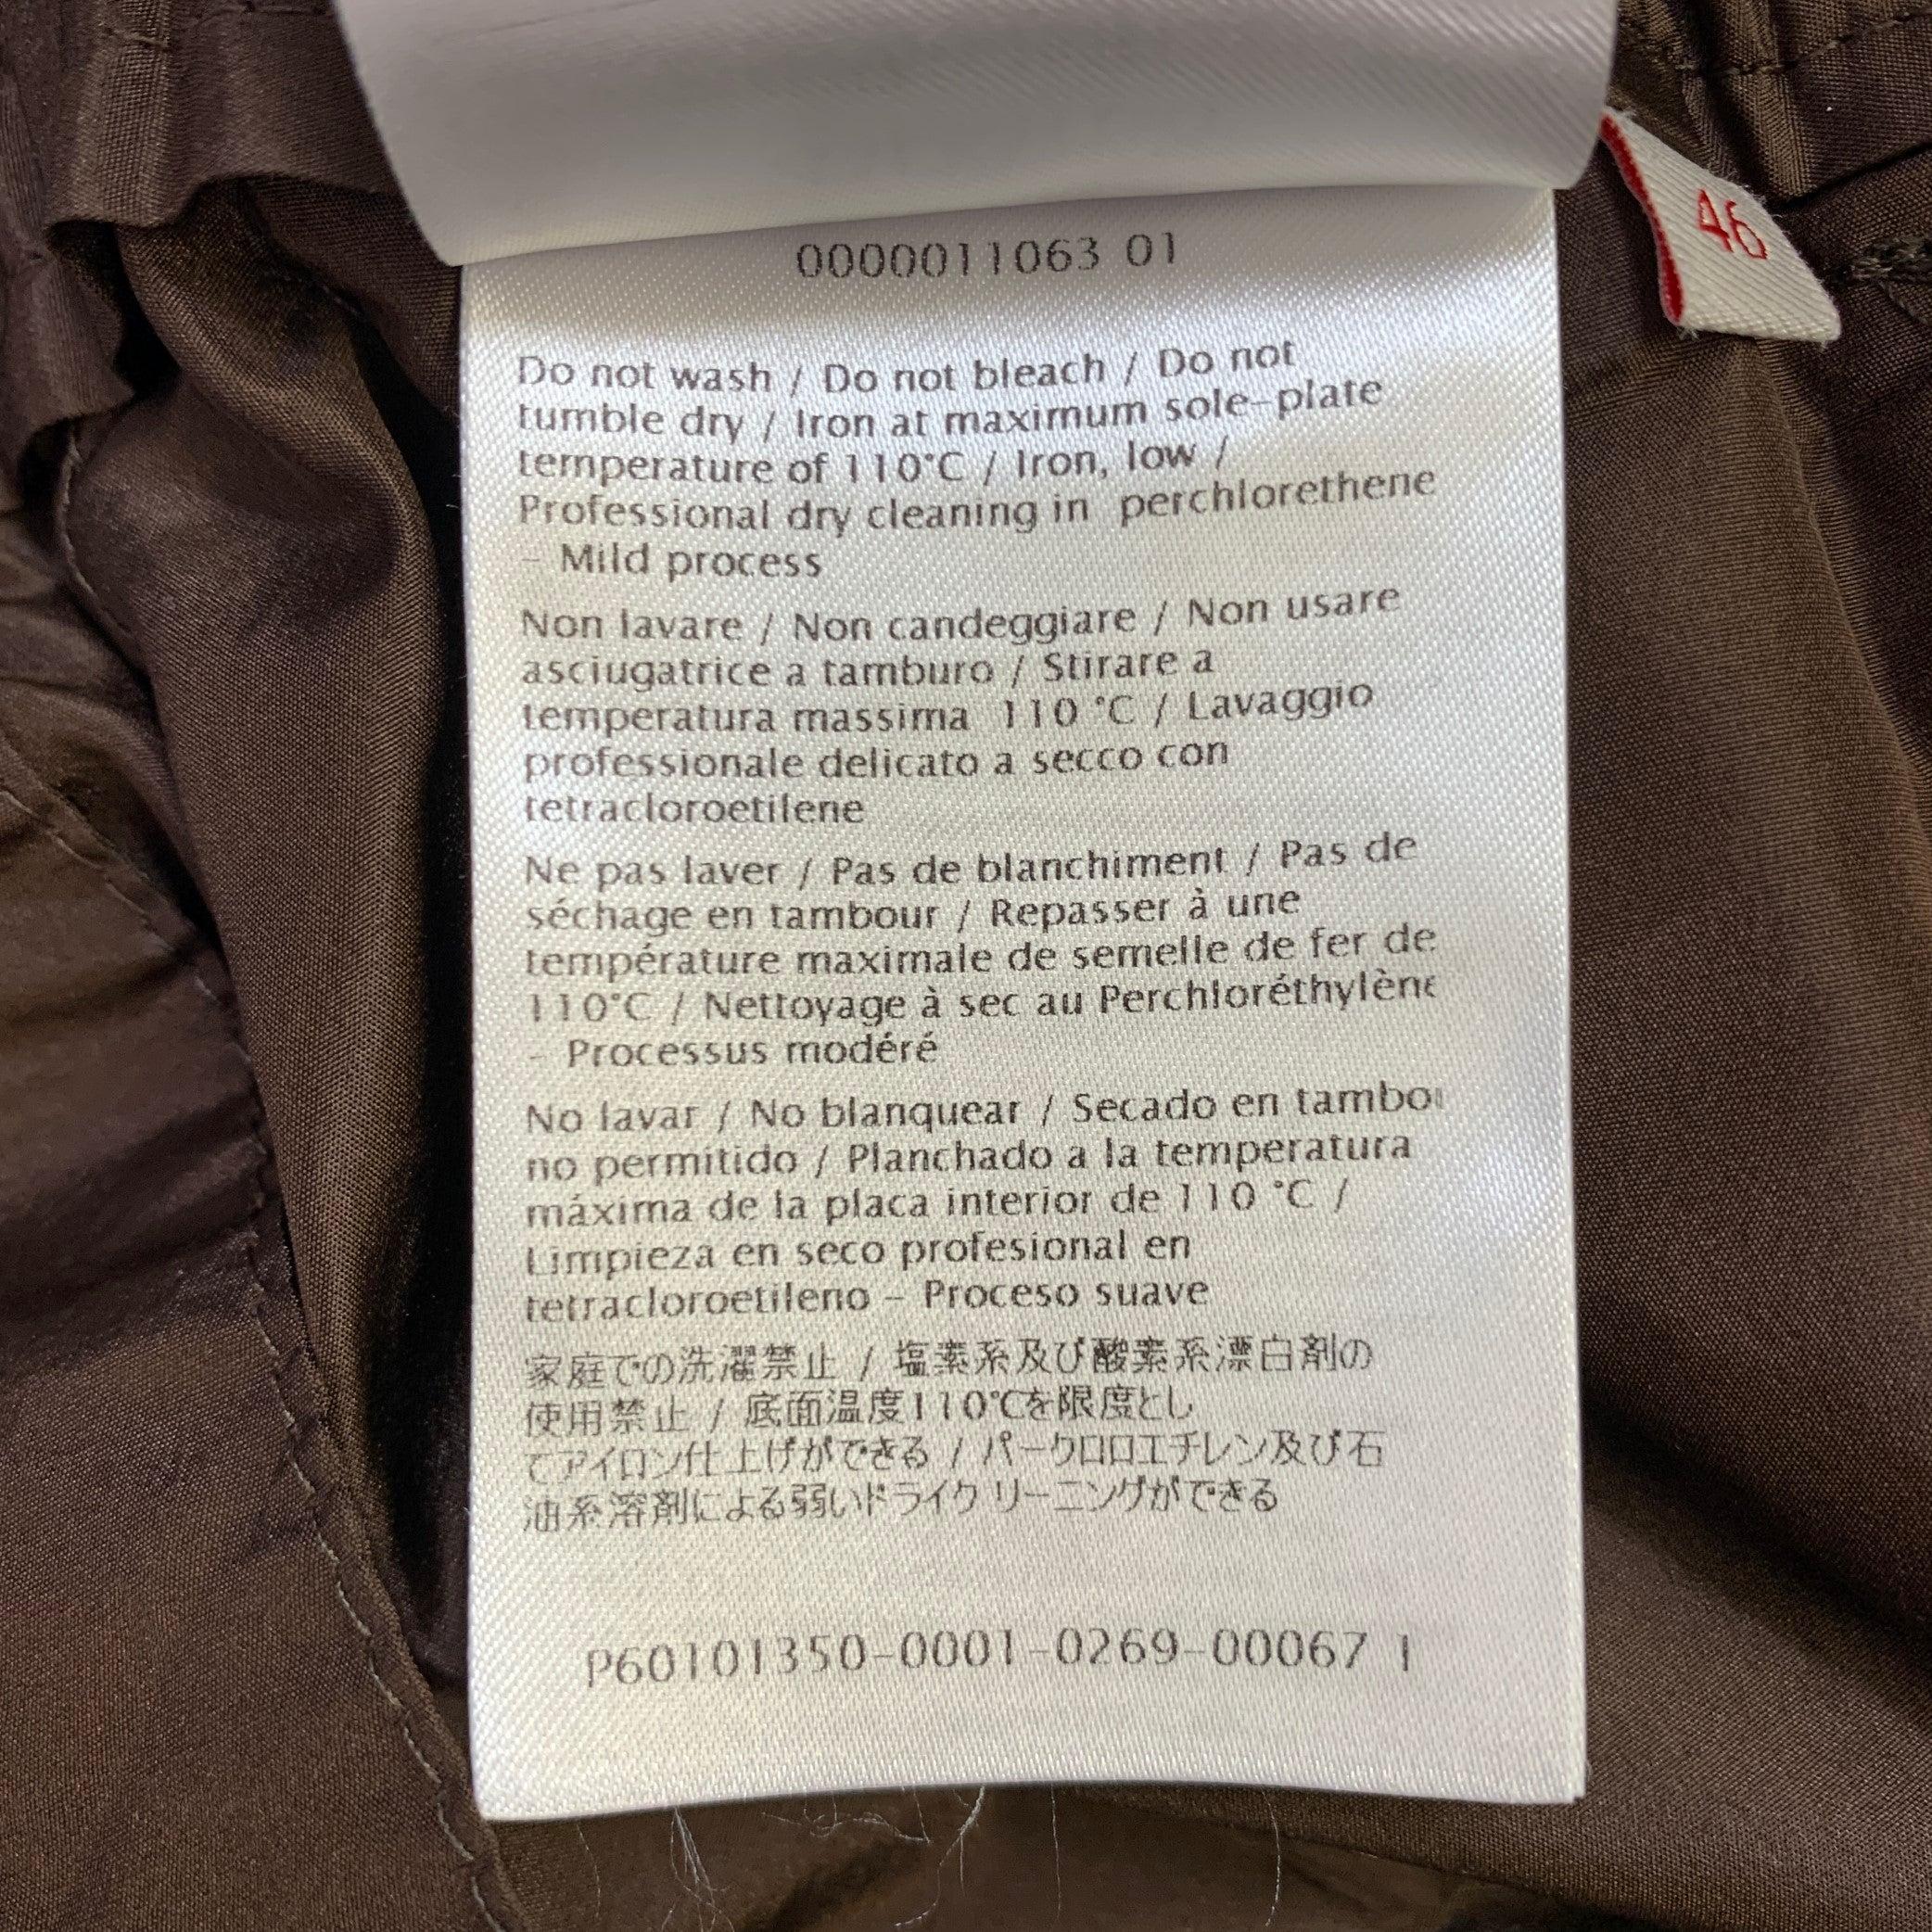 0000011063 01
46
Do not wash / Do not bleach / Do not
tumble dry / Iron at maximum sole-plate
temperature of 110°C / Iron, low /
Professional dry cleaning in perchlorethene
- Mild process
Non lavare / Non candeggiare / Non usare
asciugatrice a tamburo / Stirare a
temperatura massima 110 °C / Lavaggio
professionale delicato a secco con
tetracloroetilene
Ne pas laver / Pas de blanchiment / Pas de
séchage en tambour / Repasser à une
température maximale de semelle de fer de
110°C / Nettoyage à sec au Perchloréthylène
- Processus modéré
No lavar / No blanquear / Secado en tambo
no permitido / Planchado a la temperatura
máxima de la placa interior de 110 °C /
Limpieza en seco profesional en
tetracloroetileno - Proceso suave
家庭での洗濯禁止 / 塩素系及び酸素系漂白剤の
使用禁止 / 底面温度110℃を限度とし
てアイロン仕上げができる / パークロロエチレン及び石
油系溶剤による弱いドライクリーニングができる
P60101350-0001-0269-00067 1